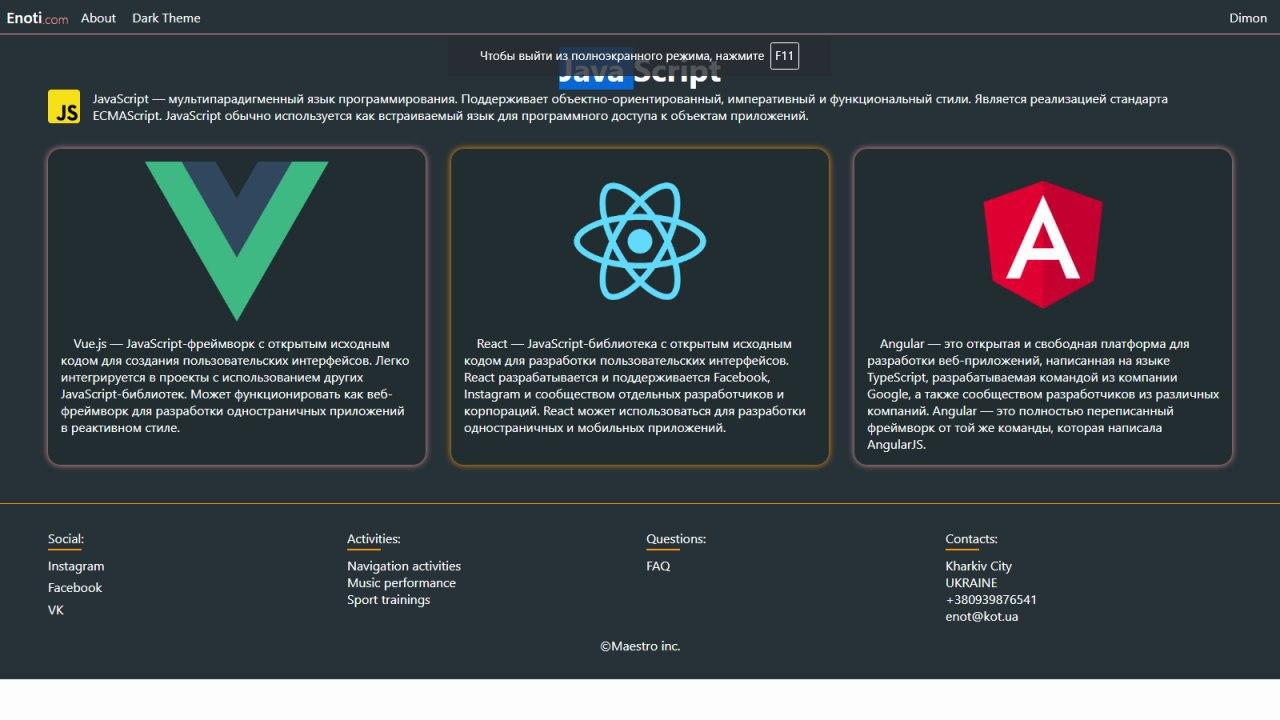 Enoti.com About Dark Theme Dimon
Чтобы выйти из полноэкранного режима, нажмите F11
Java Script
JS
JavaScript — мультипарадигменный язык программирования. Поддерживает объектно-ориентированный, императивный и функциональный стили. Является реализацией стандарта
ECMAScript. JavaScript обычно используется как встраиваемый язык для программного доступа к объектам приложений.
Vue.js — JavaScript-фреймворк с открытым исходным
кодом для создания пользовательских интерфейсов. Легко
интегрируется в проекты с использованием других
JavaScript-библиотек. Может функционировать как веб-
фреймворк для разработки одностраничных приложений
в реактивном стиле.
React — JavaScript-библиотека с открытым исходным
кодом для разработки пользовательских интерфейсов.
React разрабатывается и поддерживается Facebook,
Instagram и сообществом отдельных разработчиков и
корпораций. React может использоваться для разработки
одностраничных и мобильных приложений.
A
Angular — это открытая и свободная платформа для
разработки веб-приложений, написанная на языке
TypeScript, разрабатываемая командой из компании
Google, а также сообществом разработчиков из различных
компаний. Angular — это полностью переписанный
фреймворк от той же команды, которая написала
AngularJS.
Social:
Instagram
Facebook
VK
Activities:
Navigation activities
Music performance
Sport trainings
Questions:
FAQ
Contacts:
Kharkiv City
UKRAINE
+380939876541
enot@kot.ua
©Maestro inc.